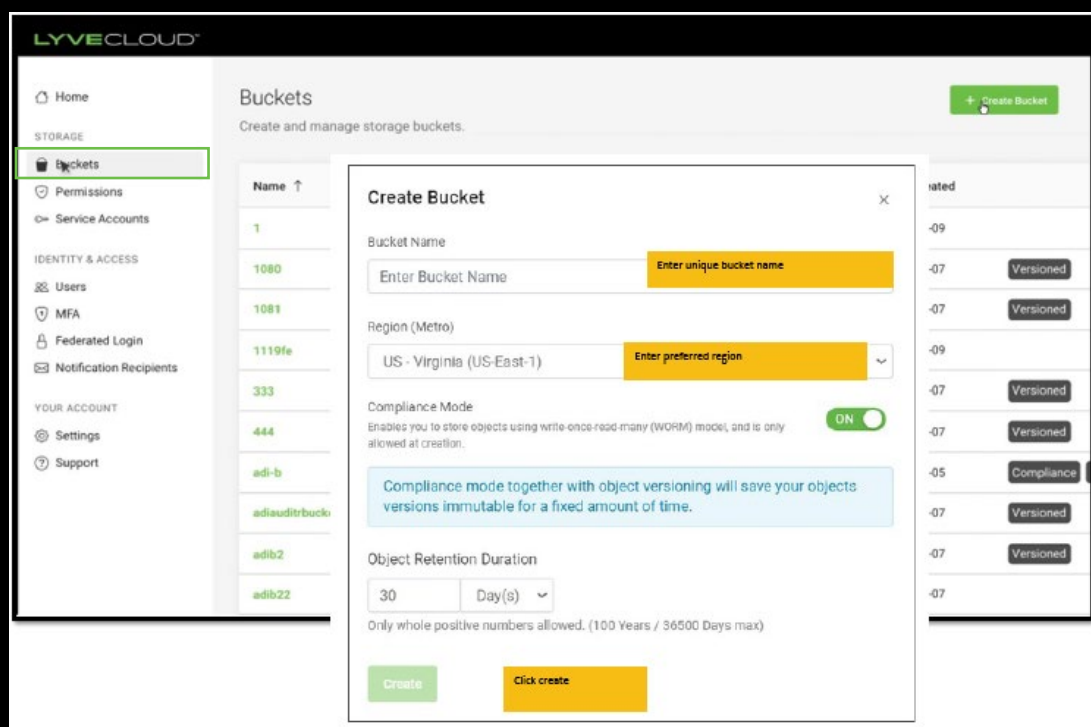 LYVECLOUD™
Home
STORAGE
Buckets
Permissions
Service Accounts
IDENTITY & ACCESS
Users
MFA
Federated Login
Notification Recipients
YOUR ACCOUNT
Settings
Support
Buckets
+ Create Bucket
Create and manage storage buckets.
Name ↑
1
1080
1081
1119fe
333
444
adi-b
adiauditrbuck
adib2
adib22
Create Bucket ×
Bucket Name
Enter Bucket Name
Enter unique bucket name
Region (Metro)
US - Virginia (US-East-1)
Enter preferred region
Compliance Mode
ON
Enables you to store objects using write-once-read-many (WORM) model, and is only
allowed at creation.
Compliance mode together with object versioning will save your objects
versions immutable for a fixed amount of time.
Object Retention Duration
30 Day(s)
Only whole positive numbers allowed. (100 Years / 36500 Days max)
Create
Click create
eated
-09
-07 Versioned
-07 Versioned
-09
-07 Versioned
-07 Versioned
-05 Compliance
-07 Versioned
-07 Versioned
-07